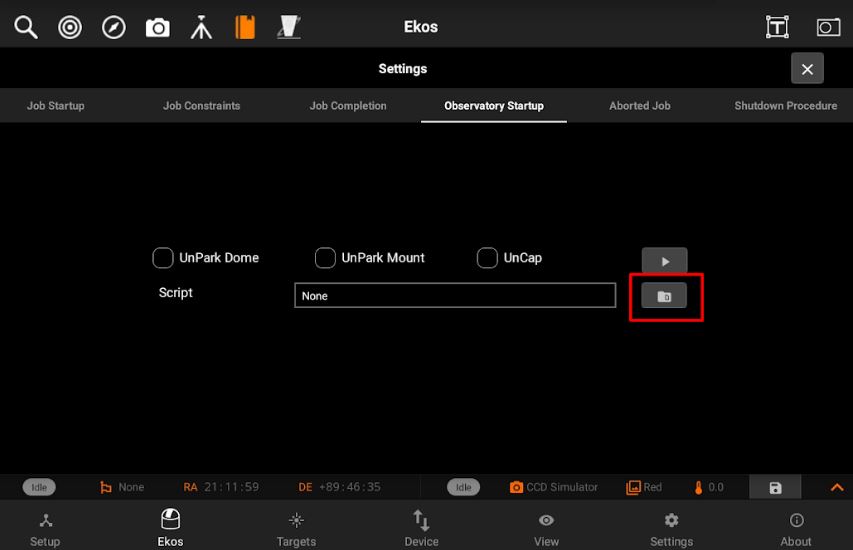 Ekos
Settings
Job Startup Job Constraints Job Completion Observatory Startup Aborted Job Shutdown Procedure
UnPark Dome UnPark Mount UnCap
Script None
Idle None RA 21:11:59 DE +89:46:35 Idle CCD Simulator Red 0.0
Setup Ekos Targets Device View Settings About